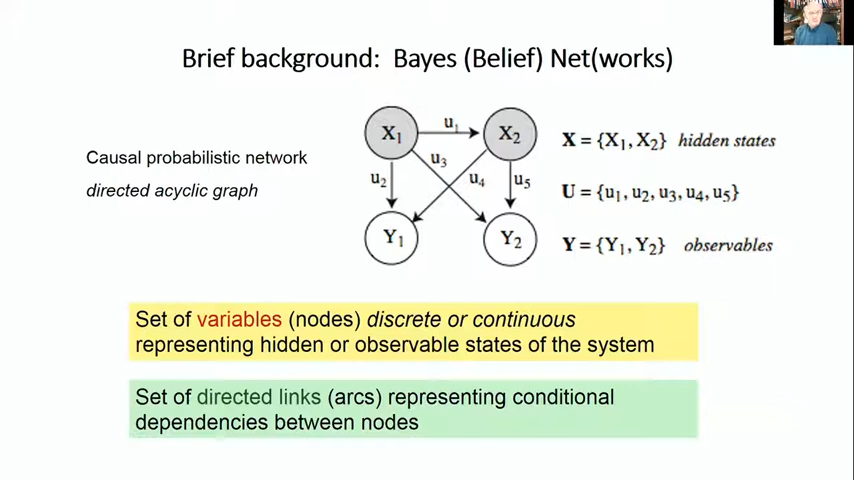 Brief background: Bayes (Belief) Net(works)
Causal probabilistic network
directed acyclic graph
X₁
u₁
X₂
u₂
u₃
u₄
u₅
Y₁
Y₂
X = {X₁, X₂} hidden states
U = {u₁, u₂, u₃, u₄, u₅}
Y = {Y₁, Y₂} observables
Set of variables (nodes) discrete or continuous
representing hidden or observable states of the system
Set of directed links (arcs) representing conditional
dependencies between nodes